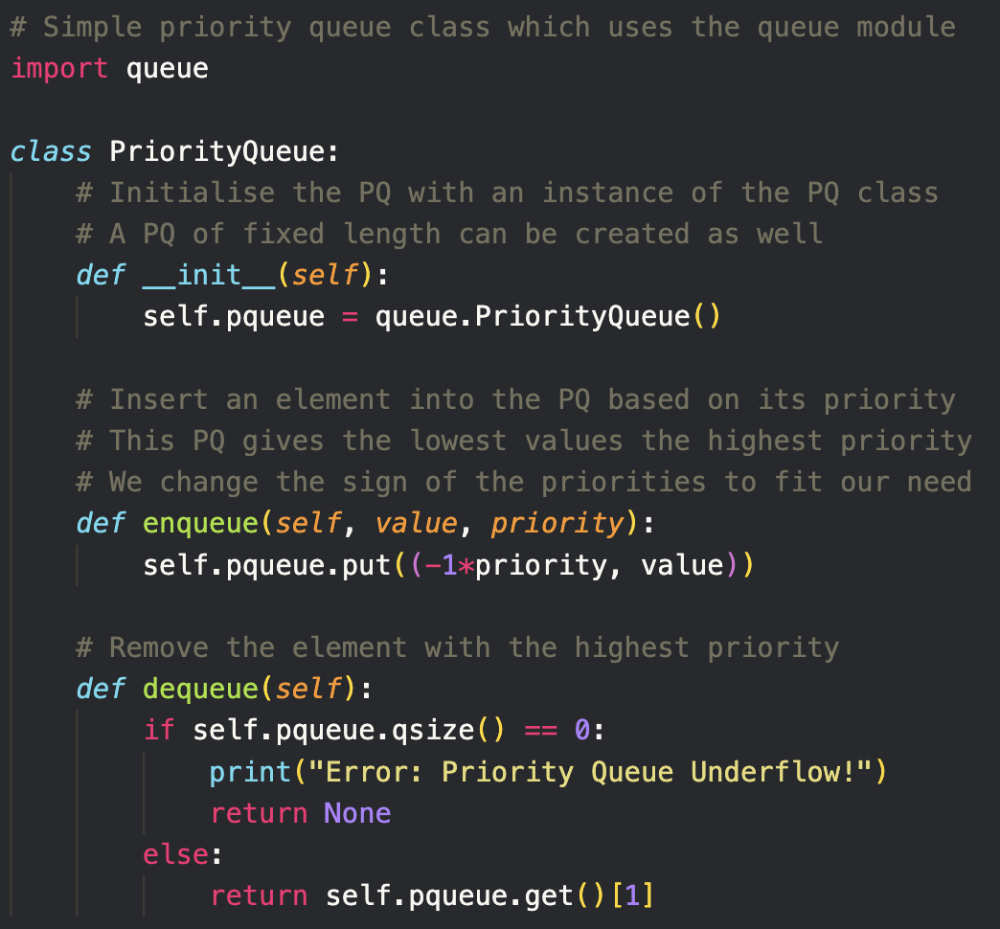 # Simple priority queue class which uses the queue module
import queue

class PriorityQueue:
    # Initialise the PQ with an instance of the PQ class
    # A PQ of fixed length can be created as well
    def __init__(self):
        self.pqueue = queue.PriorityQueue()

    # Insert an element into the PQ based on its priority
    # This PQ gives the lowest values the highest priority
    # We change the sign of the priorities to fit our need
    def enqueue(self, value, priority):
        self.pqueue.put((-1*priority, value))

    # Remove the element with the highest priority
    def dequeue(self):
        if self.pqueue.qsize() == 0:
            print("Error: Priority Queue Underflow!")
            return None
        else:
            return self.pqueue.get()[1]